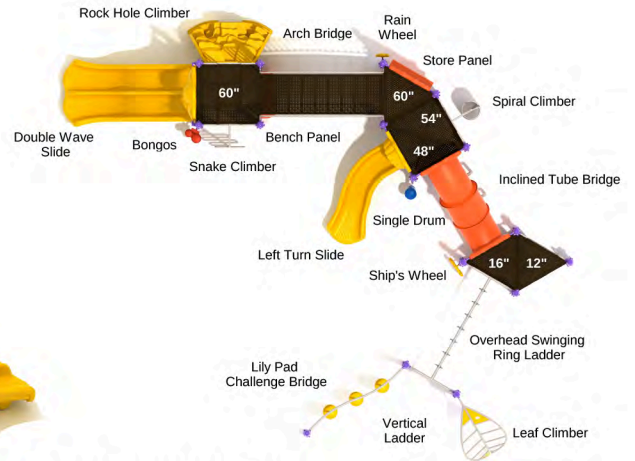 Rock Hole Climber
Arch Bridge
Rain
Wheel
Store Panel
60"
60"
54"
Spiral Climber
Double Wave
Slide
Bongos
Bench Panel
48"
Snake Climber
Inclined Tube Bridge
Single Drum
Left Turn Slide
Ship's Wheel
16"
12"
Overhead Swinging
Ring Ladder
Lily Pad
Challenge Bridge
Vertical
Ladder
Leaf Climber